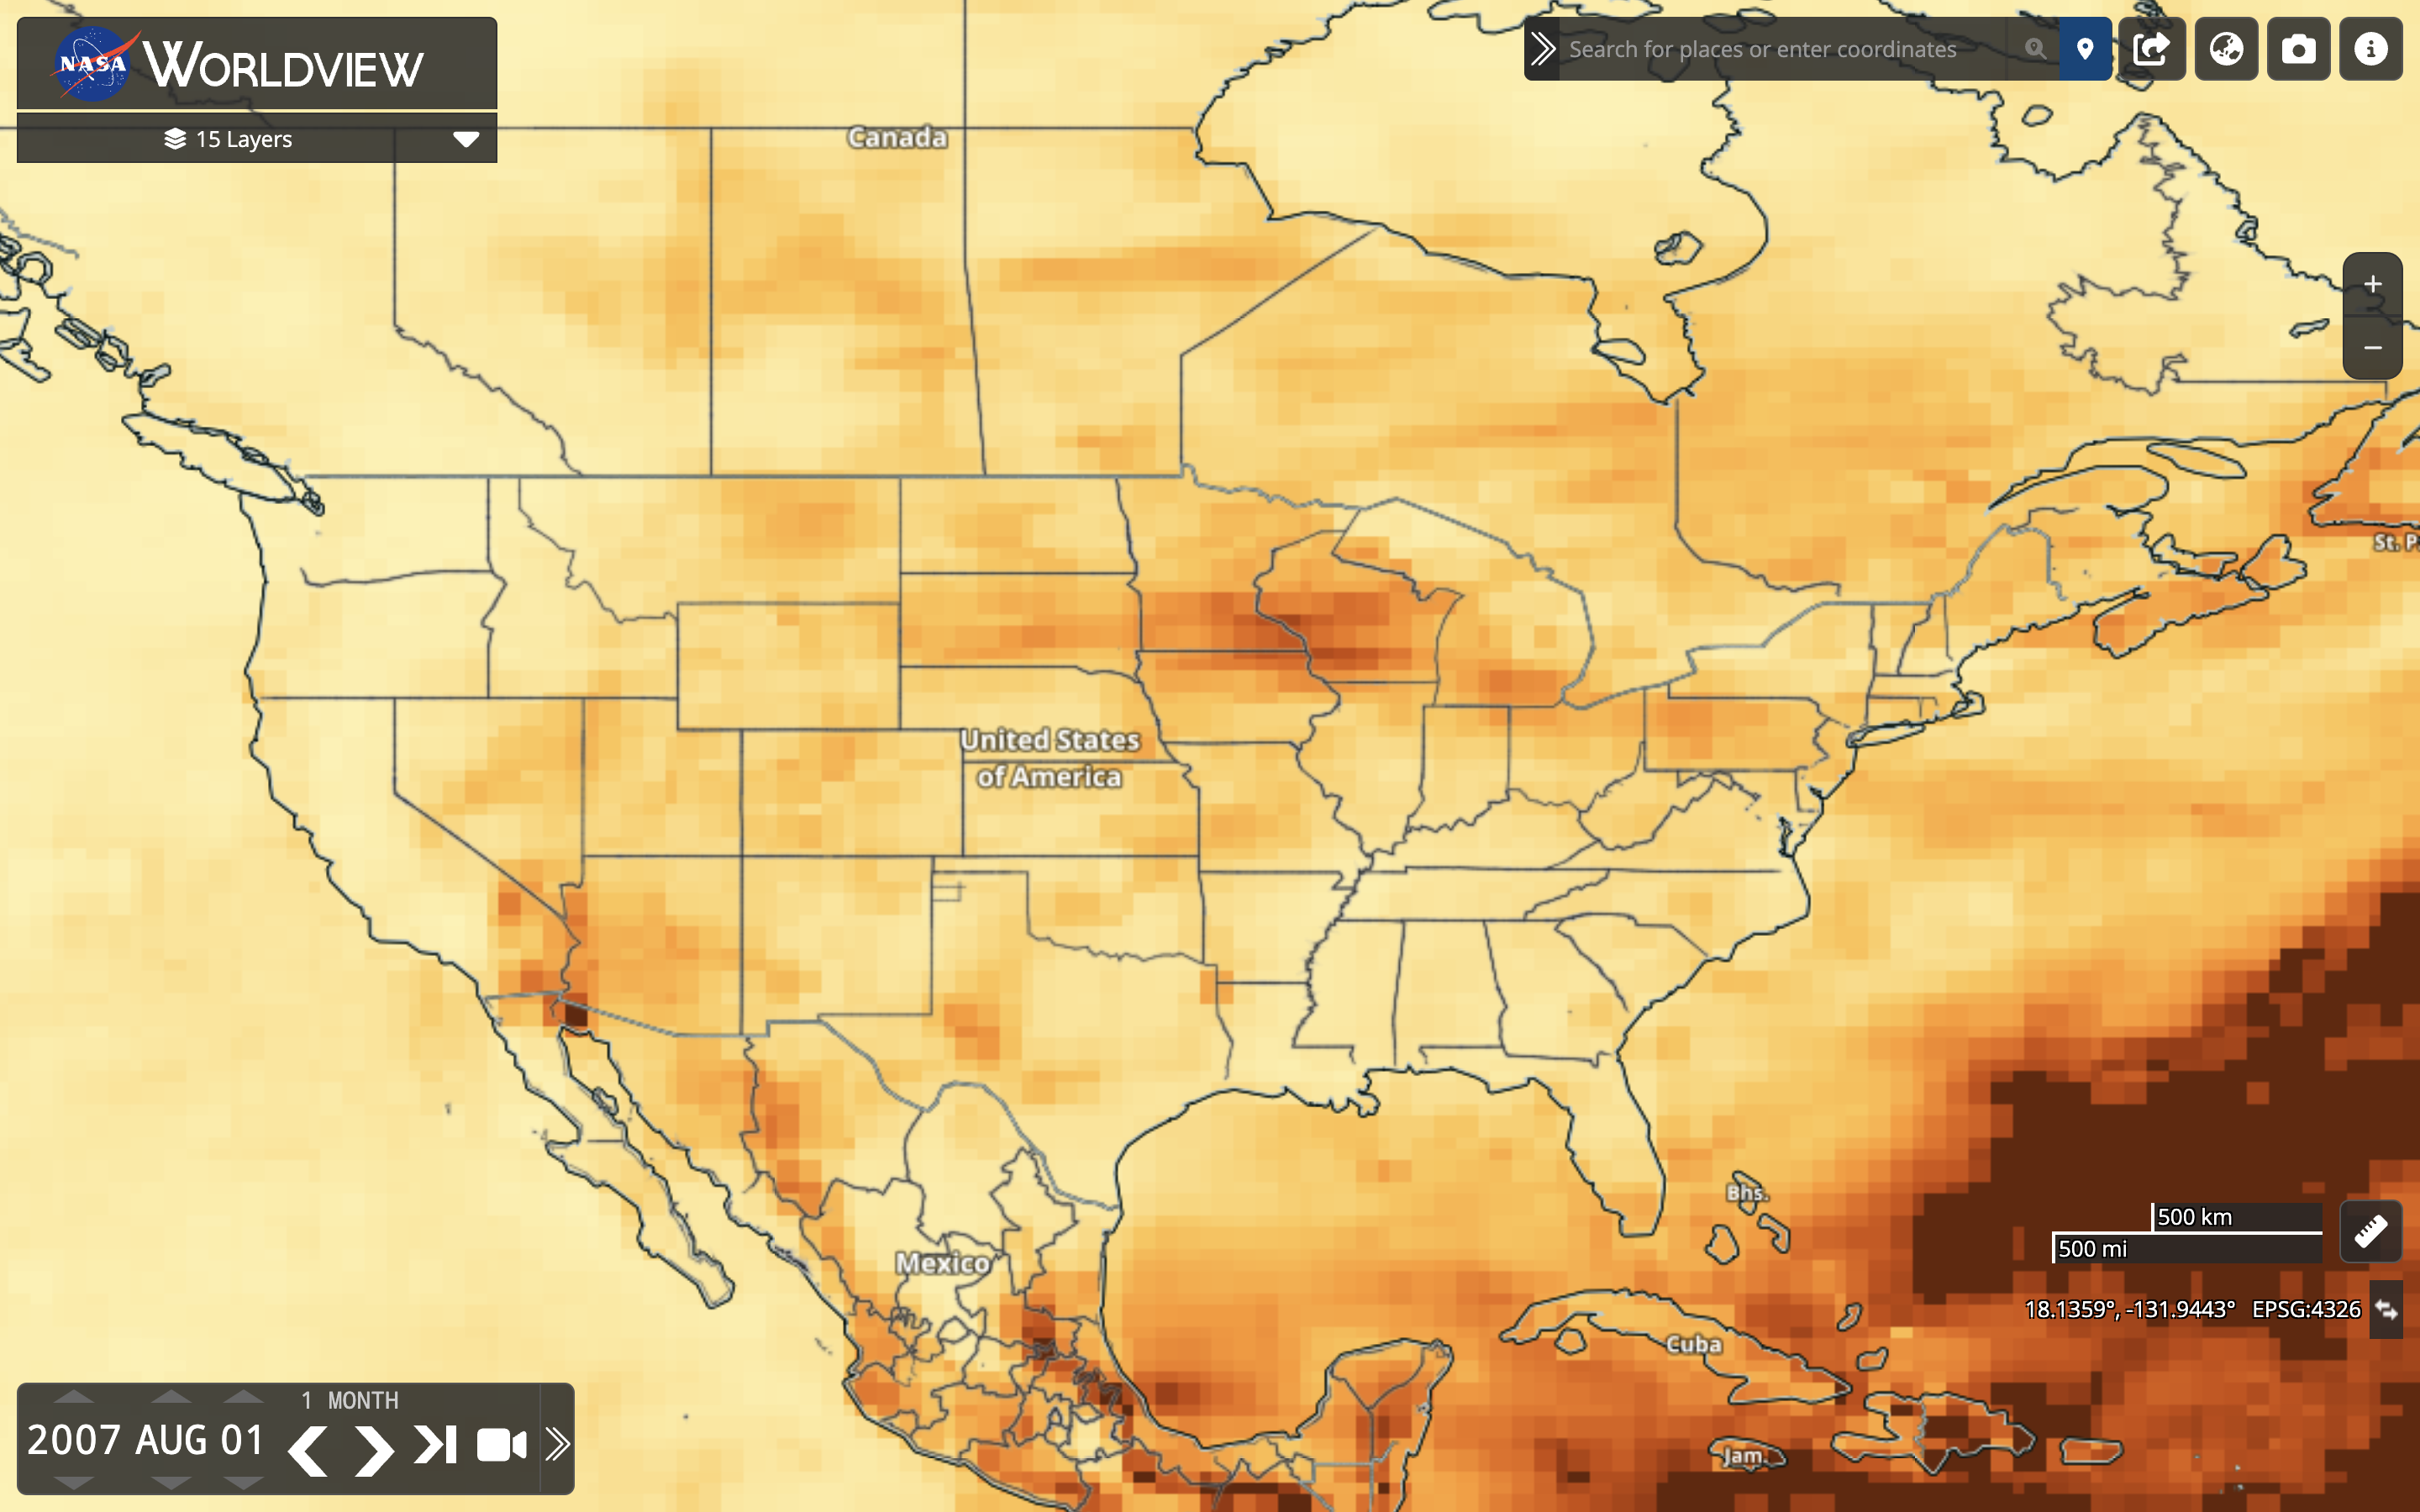 NASA WORLDVIEW
15 Layers
Search for places or enter coordinates
Canada
St. P
United States
of America
Bhs.
500 km
500 mi
Mexico
18.1359°, -131.9443° EPSG:4326
Cuba
Jam.
1 MONTH
2007 AUG 01